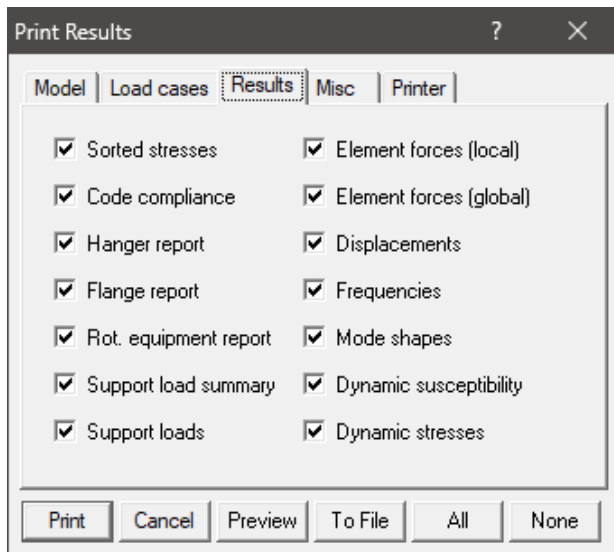 Print Results ? ×
Model Load cases Results Misc Printer
Sorted stresses Element forces (local)
Code compliance Element forces (global)
Hanger report Displacements
Flange report Frequencies
Rot. equipment report Mode shapes
Support load summary Dynamic susceptibility
Support loads Dynamic stresses
Print Cancel Preview To File All None